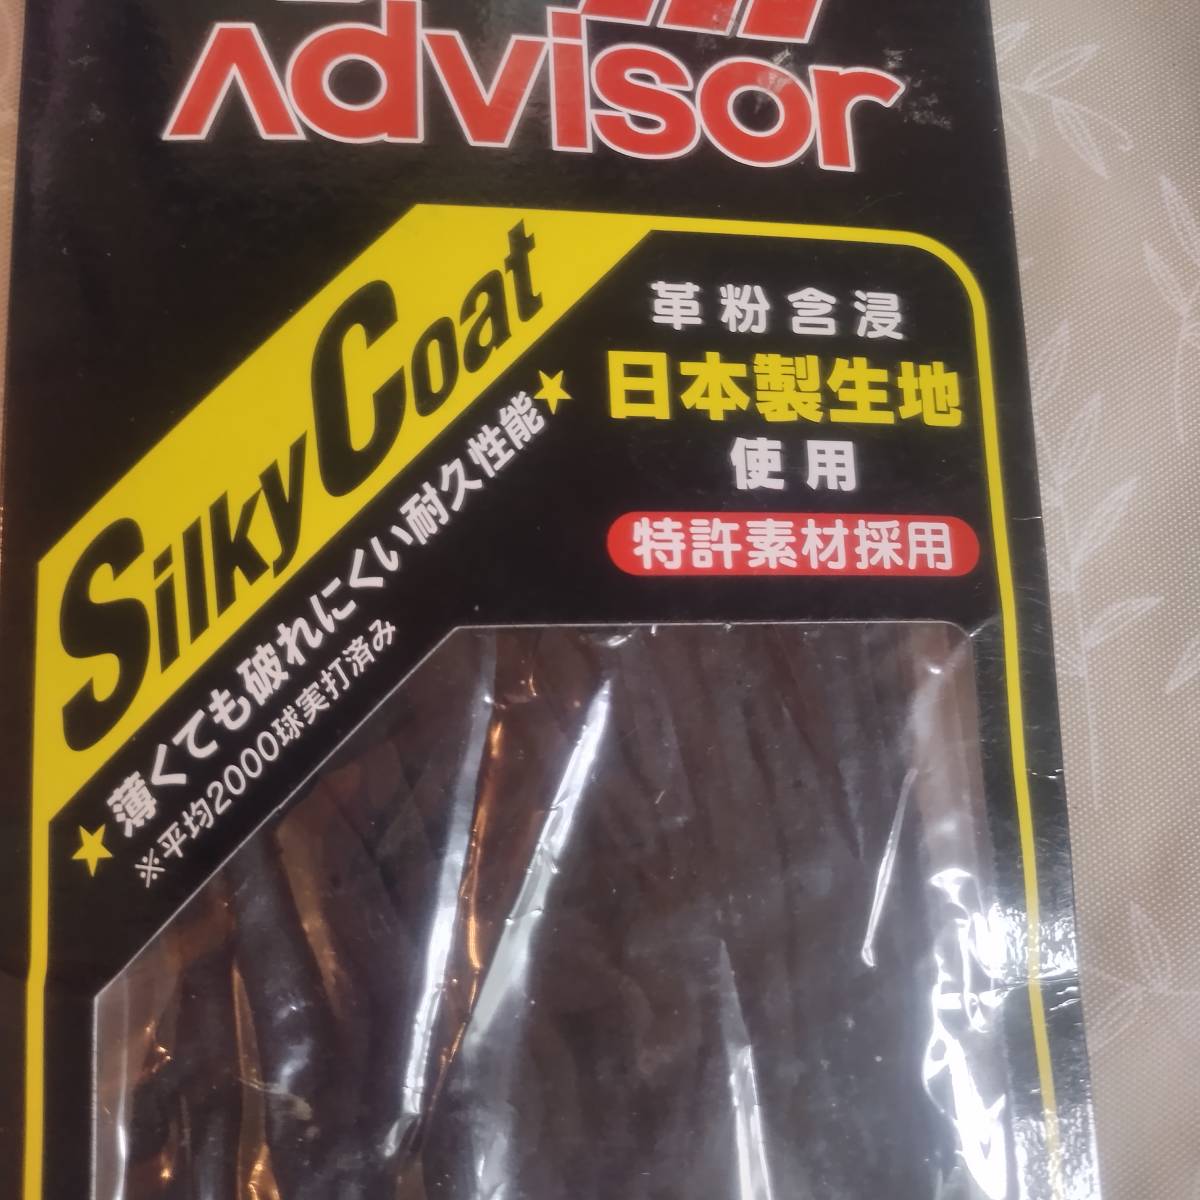 Advisor
SilkyCoat
★薄くても破れにくい耐久性能★
※平均2000球実打済み
革粉含浸
日本製生地
使用
特許素材採用